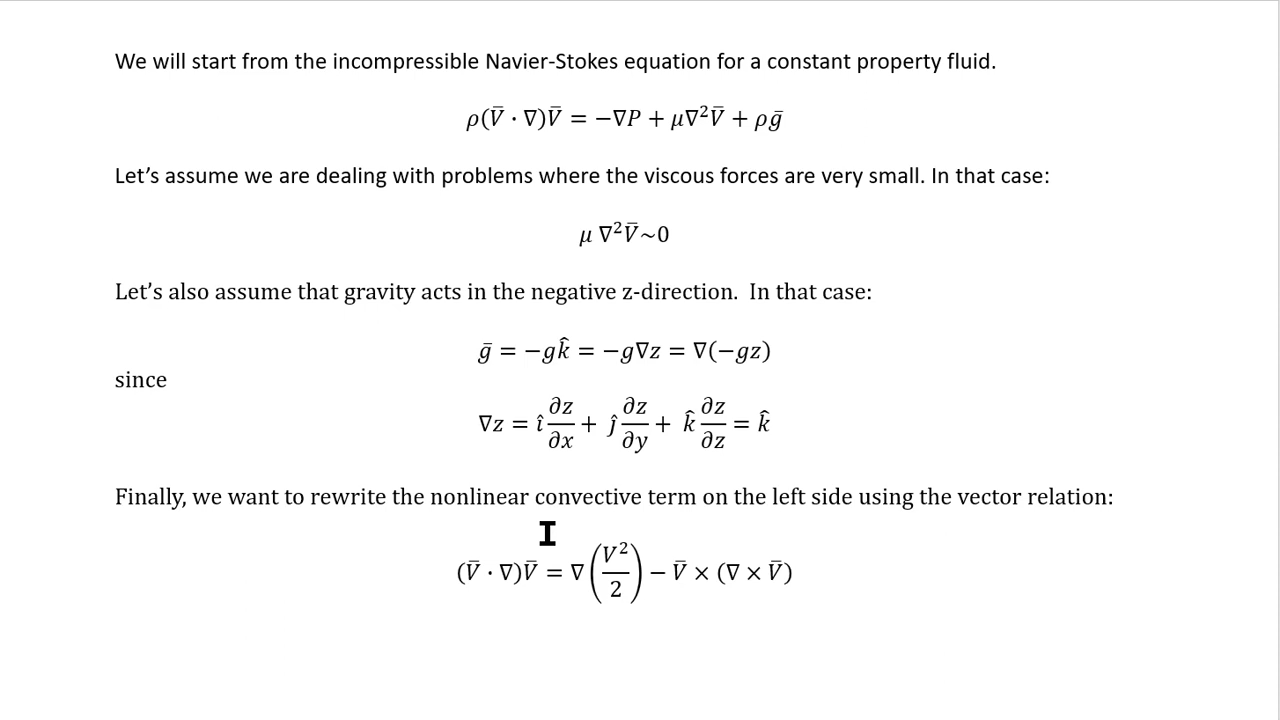 We will start from the incompressible Navier-Stokes equation for a constant property fluid.
ρ(V̄ · ∇)V̄ = −∇P + μ∇²V̄ + ρḡ
Let’s assume we are dealing with problems where the viscous forces are very small. In that case:
μ ∇²V̄~0
Let’s also assume that gravity acts in the negative z-direction.  In that case:
ḡ = −gk̂ = −g∇z = ∇(−gz)
since
∇z = î ∂z/∂x + ĵ ∂z/∂y + k̂ ∂z/∂z = k̂
Finally, we want to rewrite the nonlinear convective term on the left side using the vector relation:
(V̄ · ∇)V̄ = ∇(V²/2) − V̄ × (∇ × V̄)